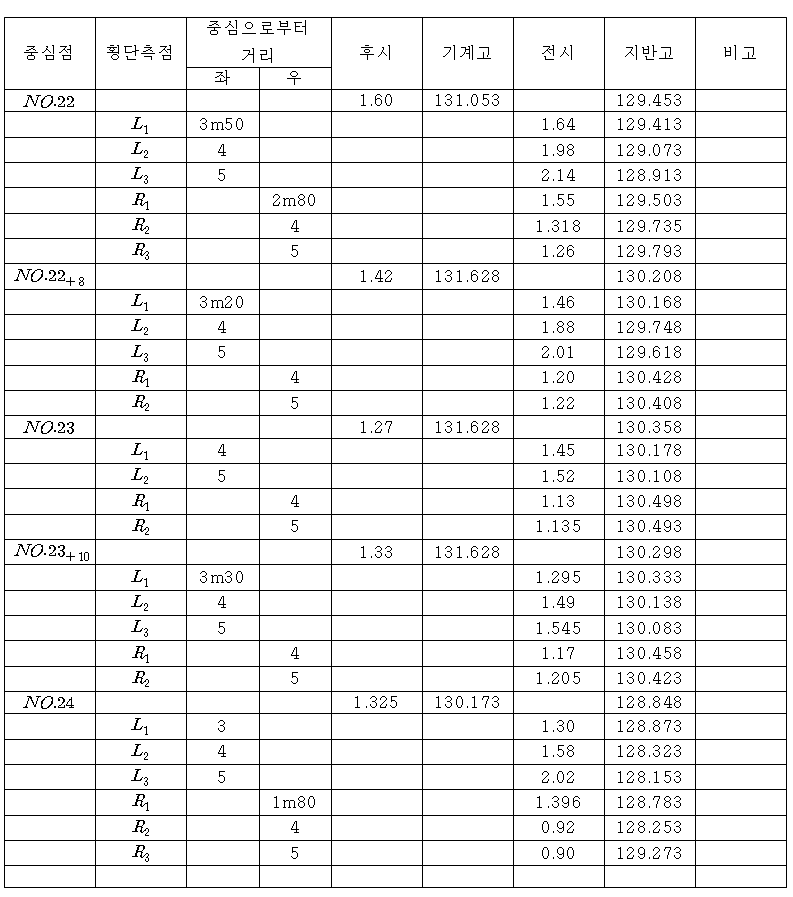 중심점 횡단측점 중심으로부터 거리 후시 기계고 전시 지반고 비고
좌 우
NO.22 1.60 131.053 129.453
L1 3m50 1.64 129.413
L2 4 1.98 129.073
L3 5 2.14 128.913
R1 2m80 1.55 129.503
R2 4 1.318 129.735
R3 5 1.26 129.793
NO.22+8 1.42 131.628 130.208
L1 3m20 1.46 130.168
L2 4 1.88 129.748
L3 5 2.01 129.618
R1 4 1.20 130.428
R2 5 1.22 130.408
NO.23 1.27 131.628 130.358
L1 4 1.45 130.178
L2 5 1.52 130.108
R1 4 1.13 130.498
R2 5 1.135 130.493
NO.23+10 1.33 131.628 130.298
L1 3m30 1.295 130.333
L2 4 1.49 130.138
L3 5 1.545 130.083
R1 4 1.17 130.458
R2 5 1.205 130.423
NO.24 1.325 130.173 128.848
L1 3 1.30 128.873
L2 4 1.58 128.323
L3 5 2.02 128.153
R1 1m80 1.396 128.783
R2 4 0.92 128.253
R3 5 0.90 129.273